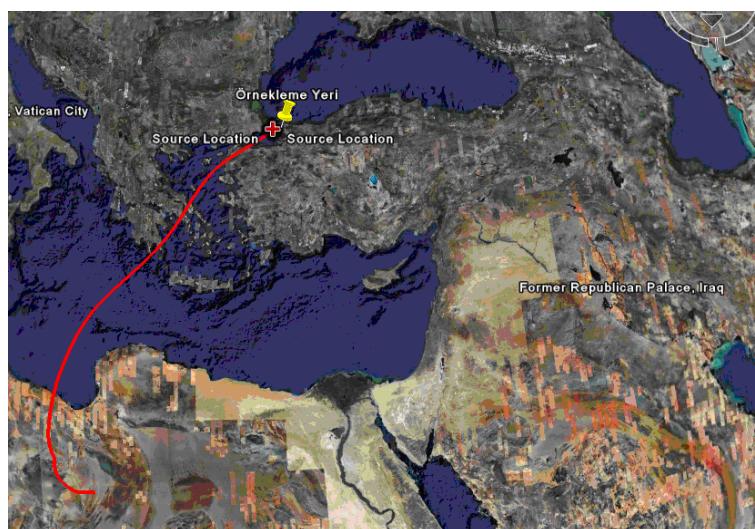 Örnekleme Yeri
, Vatican City
Source Location
Source Location
Former Republican Palace, Iraq